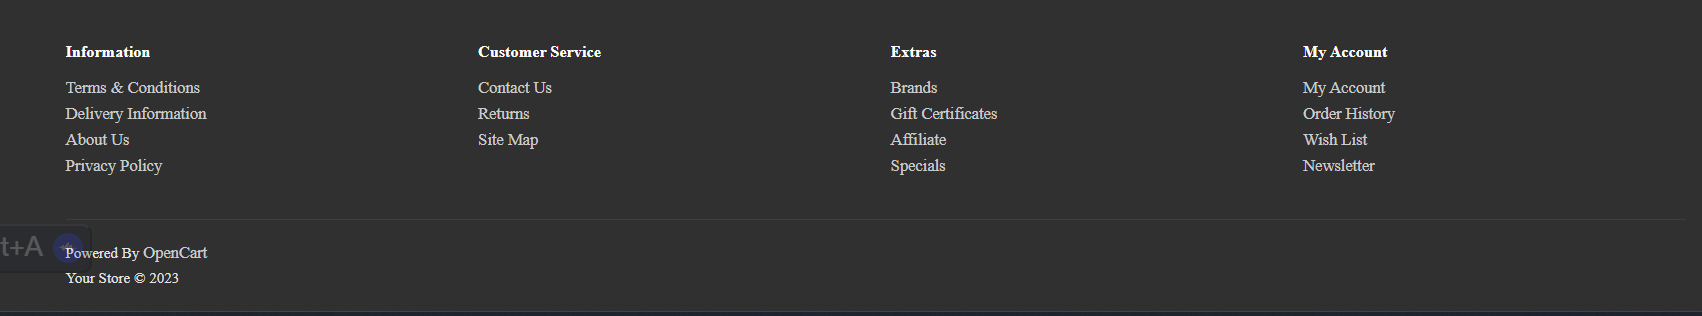 Information
Terms & Conditions
Delivery Information
About Us
Privacy Policy
Customer Service
Contact Us
Returns
Site Map
Extras
Brands
Gift Certificates
Affiliate
Specials
My Account
My Account
Order History
Wish List
Newsletter
t+A
Powered By OpenCart
Your Store © 2023